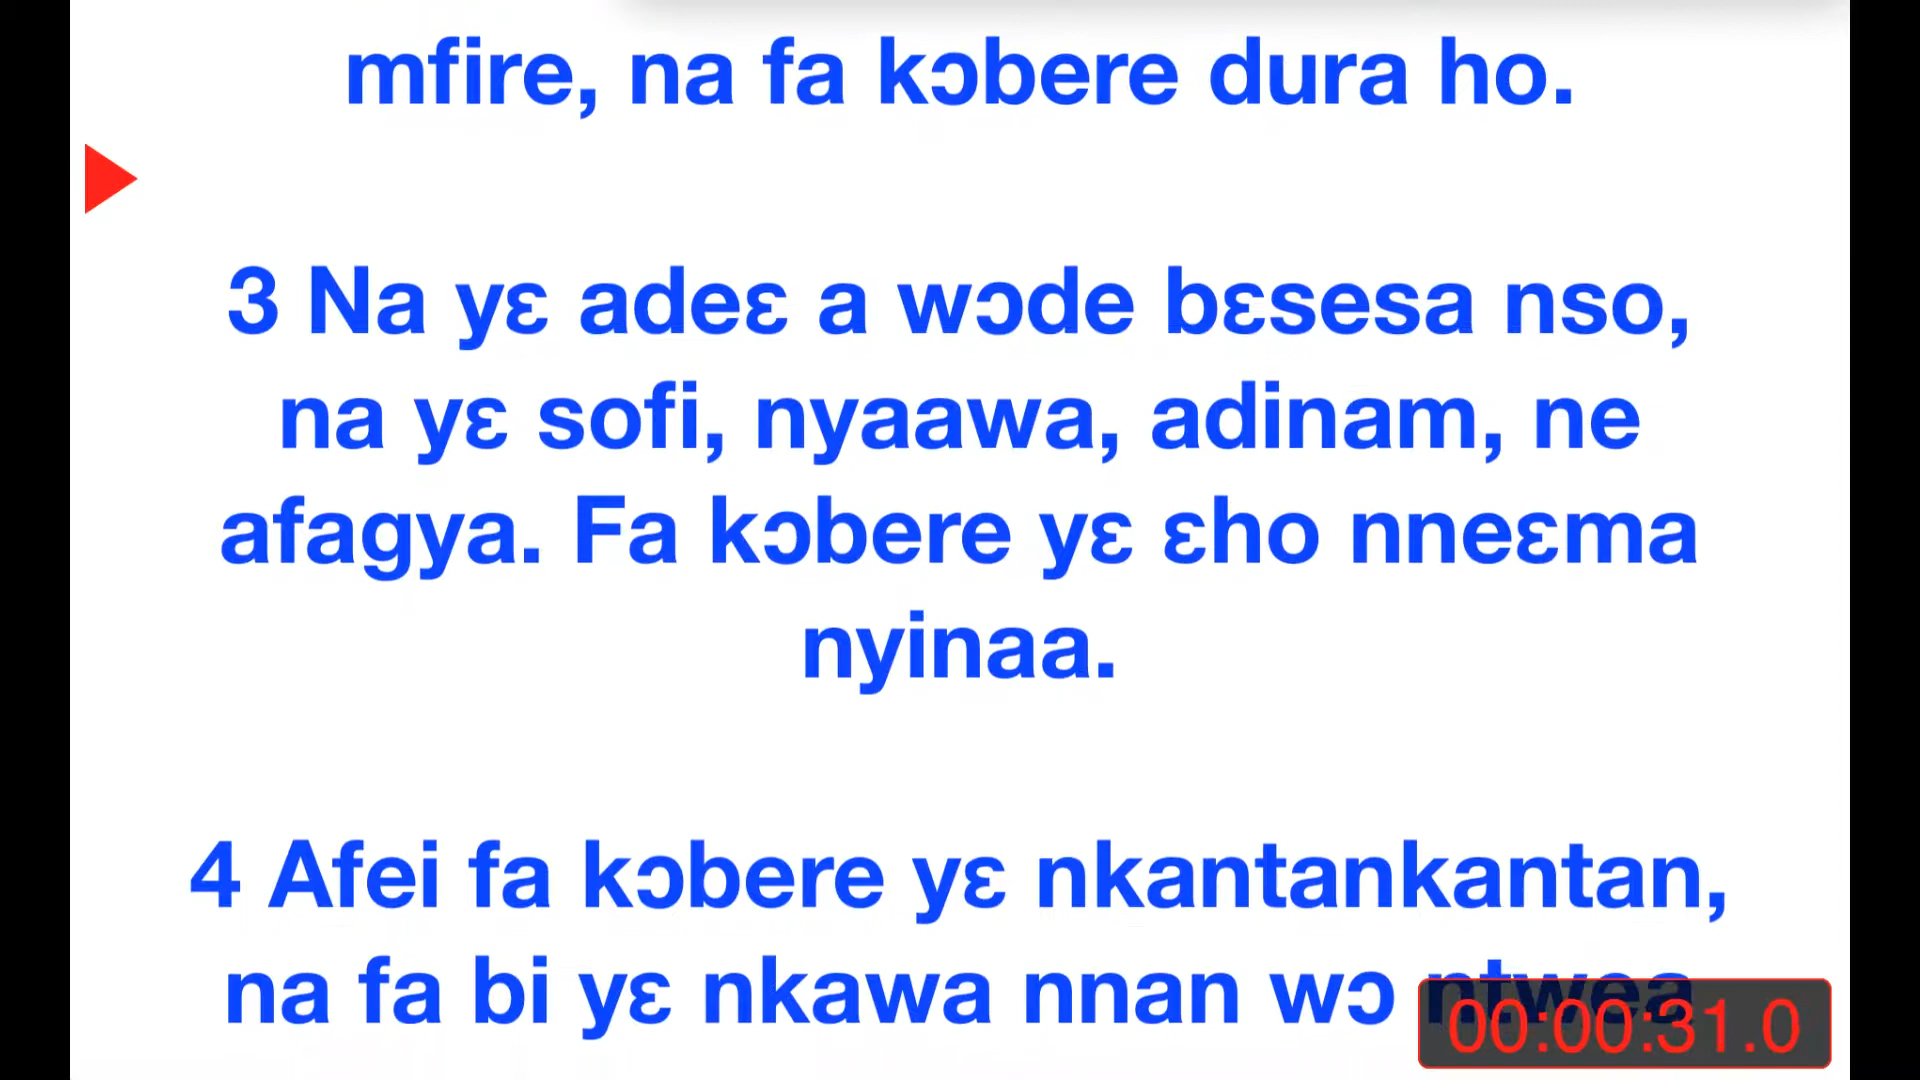 mfire, na fa kɔbere dura ho.
3 Na yɛ adeɛ a wɔde bɛsesa nso,
na yɛ sofi, nyaawa, adinam, ne
afagya. Fa kɔbere yɛ ɛho nneɛma
nyinaa.
4 Afei fa kɔbere yɛ nkantankantan,
na fa bi yɛ nkawa nnan wɔ ntwea
00:00:31.0